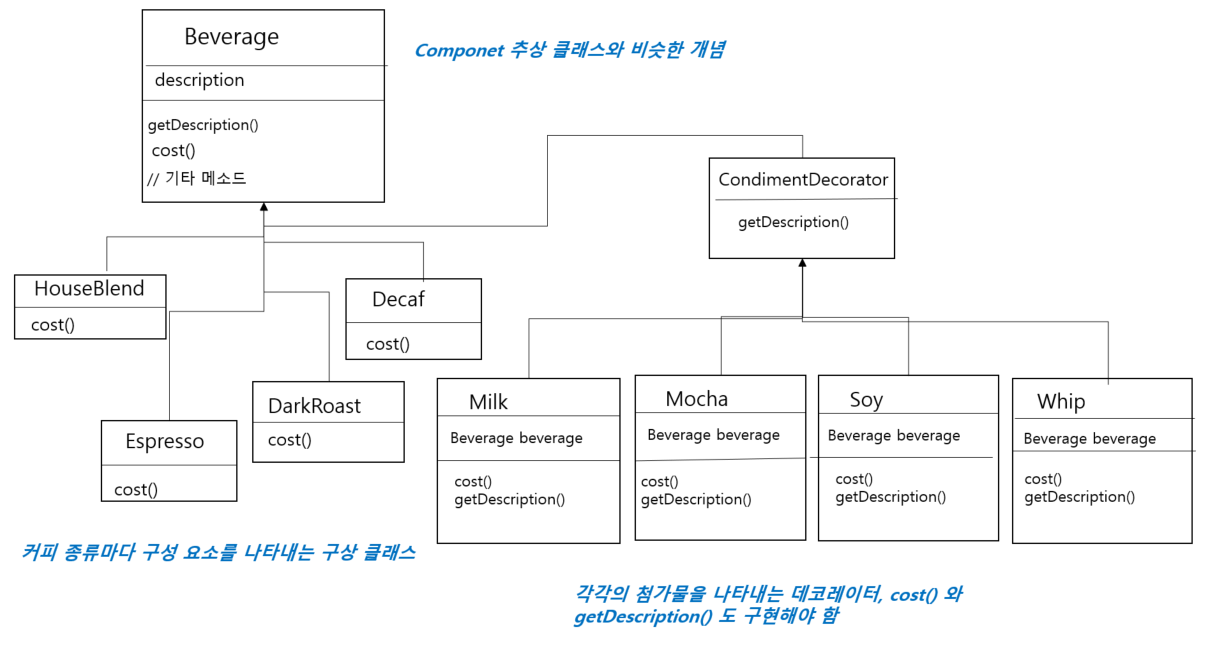 Beverage
description
getDescription()
cost()
// 기타 메소드
Componet 추상 클래스와 비슷한 개념
CondimentDecorator
getDescription()
HouseBlend
cost()
Decaf
cost()
DarkRoast
cost()
Espresso
cost()
Milk
Beverage beverage
cost()
getDescription()
Mocha
Beverage beverage
cost()
getDescription()
Soy
Beverage beverage
cost()
getDescription()
Whip
Beverage beverage
cost()
getDescription()
커피 종류마다 구성 요소를 나타내는 구상 클래스
각각의 첨가물을 나타내는 데코레이터, cost() 와
getDescription() 도 구현해야 함